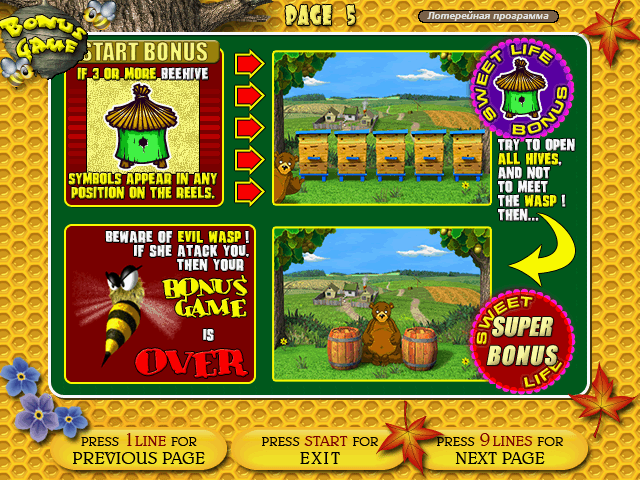 BONUS
GAME
PAGE 5
Лотерейная программа
START BONUS
IF 3 OR MORE BEEHIVE
SYMBOLS APPEAR IN ANY
POSITION ON THE REELS.
SWEET LIFE
BONUS
TRY TO OPEN
ALL HIVES,
AND NOT
TO MEET
THE WASP !
THEN...
BEWARE OF EVIL WASP !
IF SHE ATACK YOU,
THEN YOUR
BONUS
GAME
IS
OVER
SWEET
SUPER
BONUS
LIFE
PRESS 1 LINE FOR
PREVIOUS PAGE
PRESS START FOR
EXIT
PRESS 9 LINES FOR
NEXT PAGE